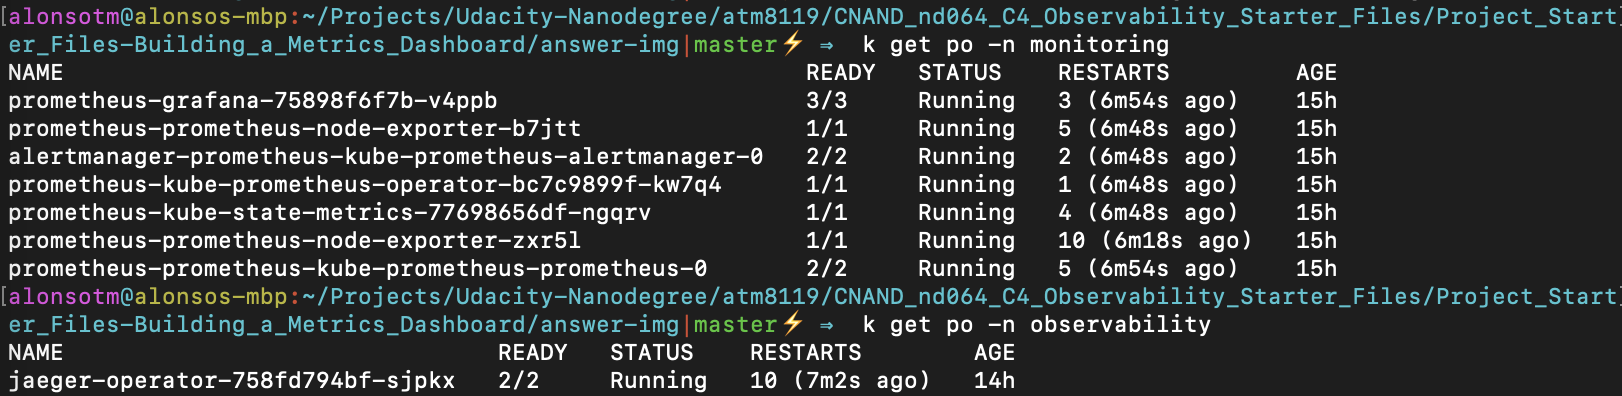 [alonsotm@alonsos-mbp:~/Projects/Udacity-Nanodegree/atm8119/CNAND_nd064_C4_Observability_Starter_Files/Project_Start]
er_Files-Building_a_Metrics_Dashboard/answer-img|master⚡ ⇒  k get po -n monitoring
NAME READY STATUS RESTARTS AGE
prometheus-grafana-75898f6f7b-v4ppb 3/3 Running 3 (6m54s ago) 15h
prometheus-prometheus-node-exporter-b7jtt 1/1 Running 5 (6m48s ago) 15h
alertmanager-prometheus-kube-prometheus-alertmanager-0 2/2 Running 2 (6m48s ago) 15h
prometheus-kube-prometheus-operator-bc7c9899f-kw7q4 1/1 Running 1 (6m48s ago) 15h
prometheus-kube-state-metrics-77698656df-ngqrv 1/1 Running 4 (6m48s ago) 15h
prometheus-prometheus-node-exporter-zxr5l 1/1 Running 10 (6m18s ago) 15h
prometheus-prometheus-kube-prometheus-prometheus-0 2/2 Running 5 (6m54s ago) 15h
[alonsotm@alonsos-mbp:~/Projects/Udacity-Nanodegree/atm8119/CNAND_nd064_C4_Observability_Starter_Files/Project_Start]
er_Files-Building_a_Metrics_Dashboard/answer-img|master⚡ ⇒  k get po -n observability
NAME READY STATUS RESTARTS AGE
jaeger-operator-758fd794bf-sjpkx 2/2 Running 10 (7m2s ago) 14h